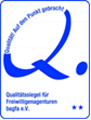 Qualität! Auf den Punkt gebracht!
Qualitätssiegel für
Freiwilligenagenturen
bagfa e.V.